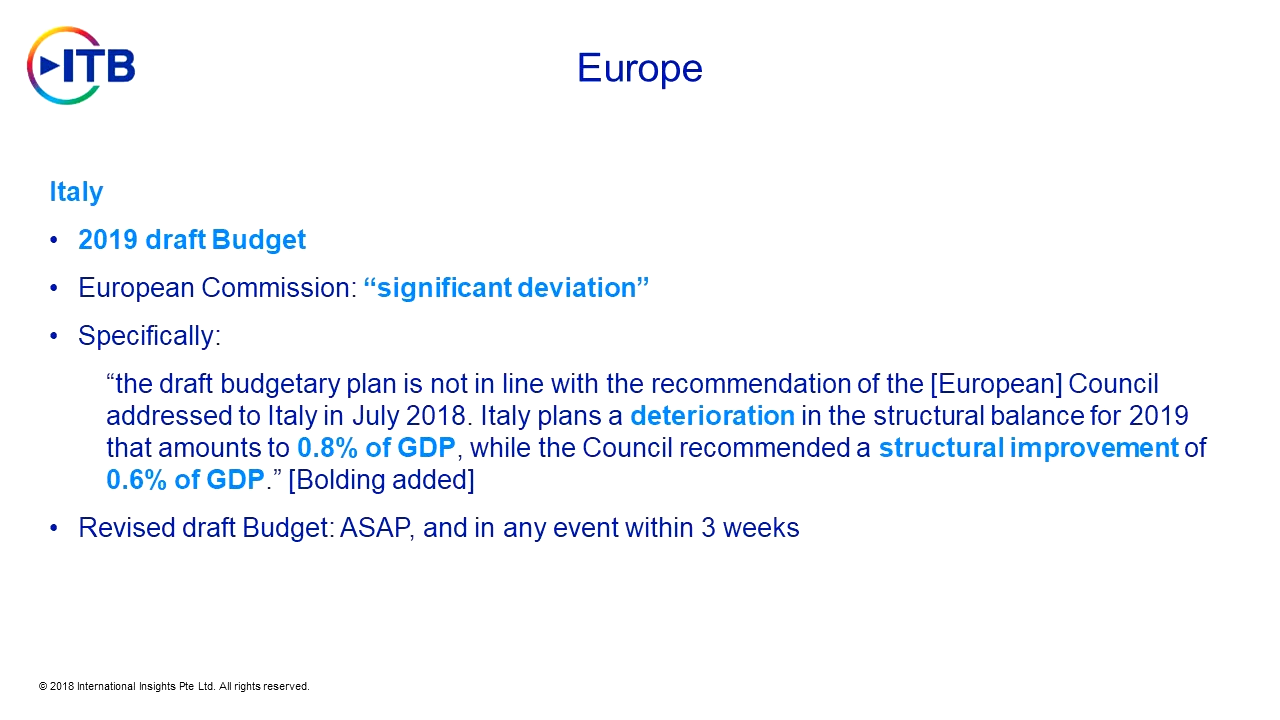 ITB
Europe
Italy
• 2019 draft Budget
• European Commission: “significant deviation”
• Specifically:
“the draft budgetary plan is not in line with the recommendation of the [European] Council
addressed to Italy in July 2018. Italy plans a deterioration in the structural balance for 2019
that amounts to 0.8% of GDP, while the Council recommended a structural improvement of
0.6% of GDP.” [Bolding added]
• Revised draft Budget: ASAP, and in any event within 3 weeks
© 2018 International Insights Pte Ltd. All rights reserved.